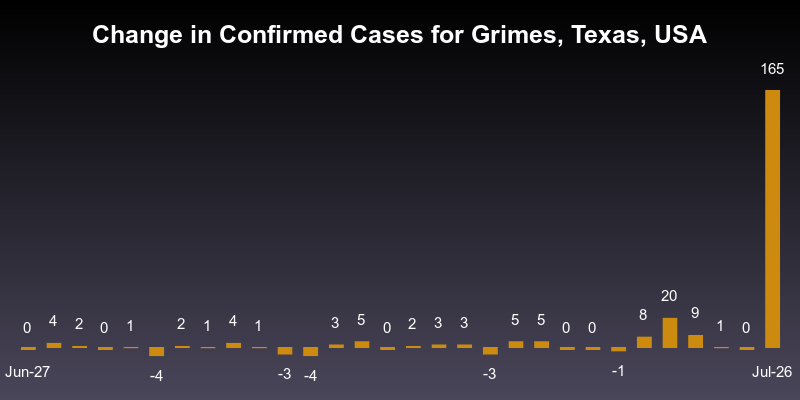 Change in Confirmed Cases for Grimes, Texas, USA
165
20
8 9
4 4 3 5 3 3 5 5
0 2 0 1 2 1 1 0 2 0 0 1 0
Jun-27 -4 -3 -4 -3 -1 Jul-26